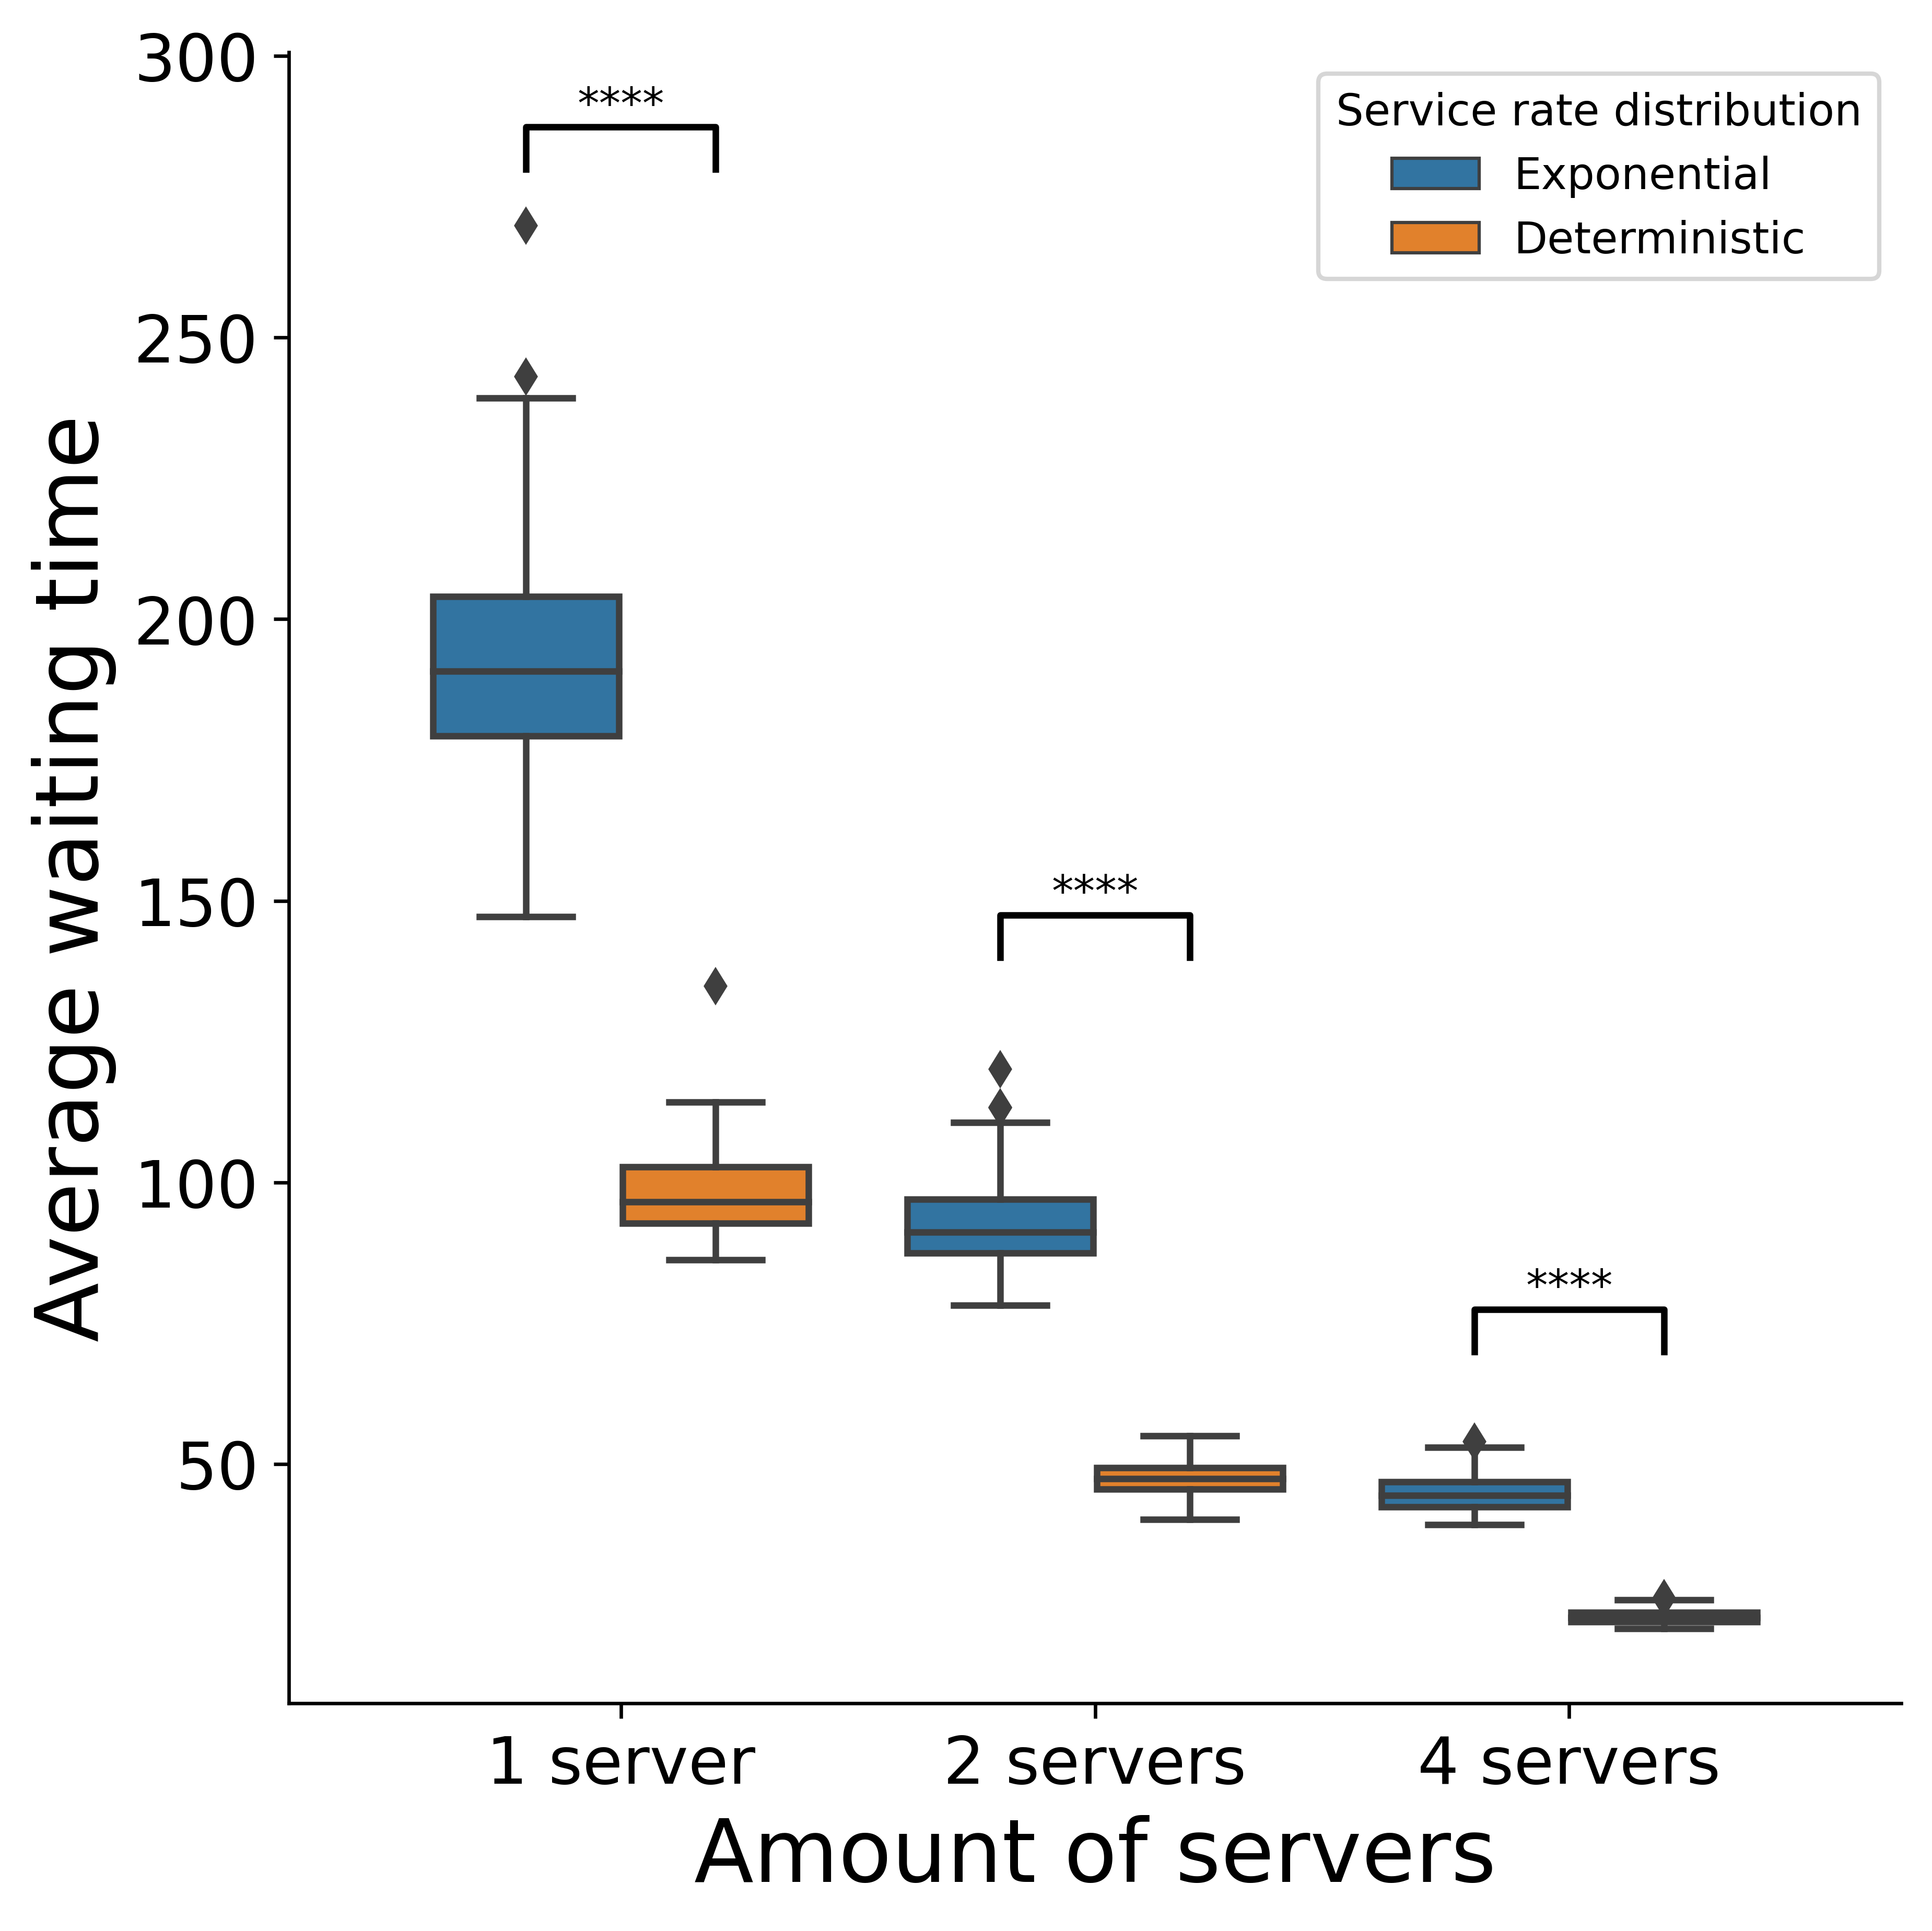 300
250
200
150
100
50
Average waiting time
****
****
****
Service rate distribution
Exponential
Deterministic
1 server
2 servers
4 servers
Amount of servers